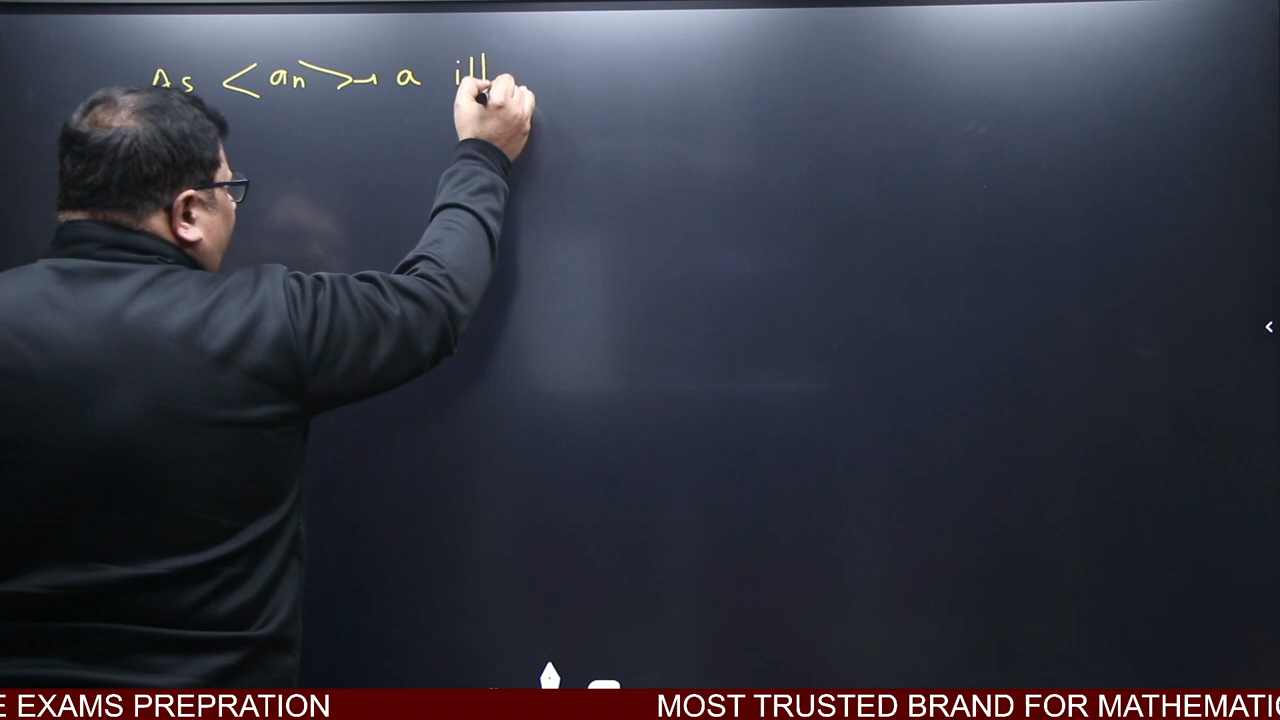 As < an > → a ill
E EXAMS PREPRATION MOST TRUSTED BRAND FOR MATHEMATIC